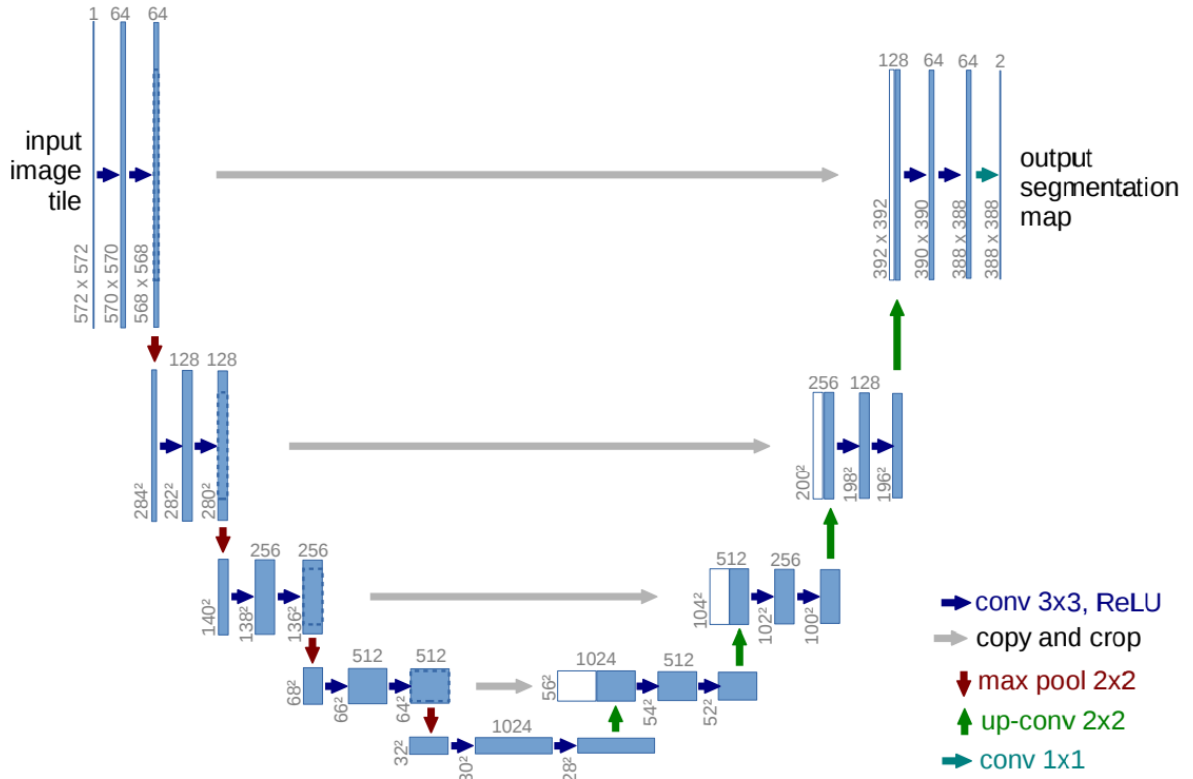 1 64 64
128 64 64 2
input
image
tile
output
segmentation
map
572 x 572
570 x 570
568 x 568
392 x 392
390 x 390
388 x 388
388 x 388
128 128
256 128
284²
282²
280²
200²
198²
196²
256 256
512 256
140²
138²
136²
104²
102²
100²
512 512
1024 512
68²
66²
64²
56²
54²
52²
1024
32²
30²
28²
conv 3x3, ReLU
copy and crop
max pool 2x2
up-conv 2x2
conv 1x1